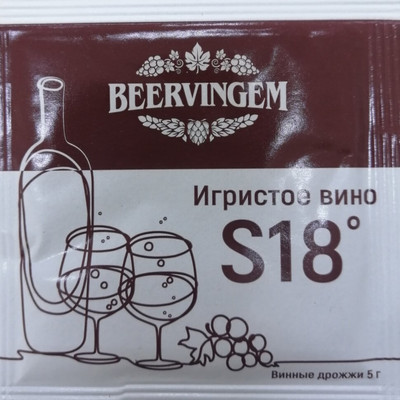 BEERVINGEM
Игристое вино
S18°
Винные дрожжи 5 г